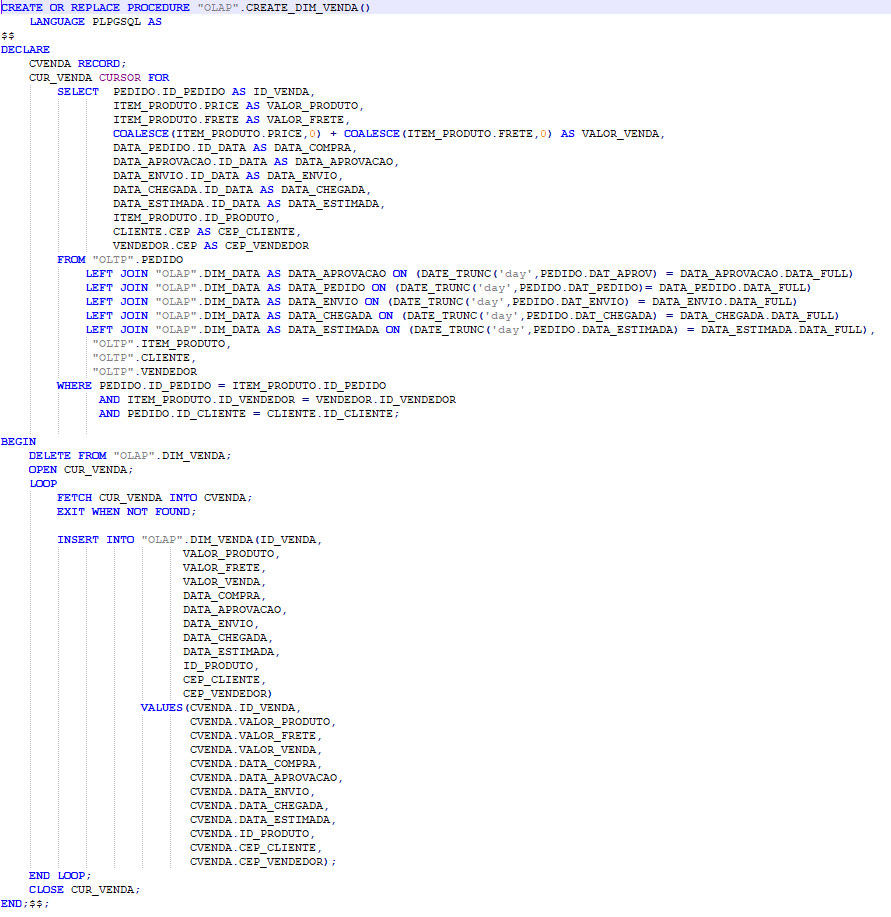 CREATE OR REPLACE PROCEDURE "OLAP".CREATE_DIM_VENDA()
    LANGUAGE PLPGSQL AS
$$
DECLARE
    CVENDA RECORD;
    CUR_VENDA CURSOR FOR
        SELECT  PEDIDO.ID_PEDIDO AS ID_VENDA,
                ITEM_PRODUTO.PRICE AS VALOR_PRODUTO,
                ITEM_PRODUTO.FRETE AS VALOR_FRETE,
                COALESCE(ITEM_PRODUTO.PRICE,0) + COALESCE(ITEM_PRODUTO.FRETE,0) AS VALOR_VENDA,
                DATA_PEDIDO.ID_DATA AS DATA_COMPRA,
                DATA_APROVACAO.ID_DATA AS DATA_APROVACAO,
                DATA_ENVIO.ID_DATA AS DATA_ENVIO,
                DATA_CHEGADA.ID_DATA AS DATA_CHEGADA,
                DATA_ESTIMADA.ID_DATA AS DATA_ESTIMADA,
                ITEM_PRODUTO.ID_PRODUTO,
                CLIENTE.CEP AS CEP_CLIENTE,
                VENDEDOR.CEP AS CEP_VENDEDOR
        FROM "OLTP".PEDIDO
            LEFT JOIN "OLAP".DIM_DATA AS DATA_APROVACAO ON (DATE_TRUNC('day',PEDIDO.DAT_APROV) = DATA_APROVACAO.DATA_FULL)
            LEFT JOIN "OLAP".DIM_DATA AS DATA_PEDIDO ON (DATE_TRUNC('day',PEDIDO.DAT_PEDIDO)= DATA_PEDIDO.DATA_FULL)
            LEFT JOIN "OLAP".DIM_DATA AS DATA_ENVIO ON (DATE_TRUNC('day',PEDIDO.DAT_ENVIO) = DATA_ENVIO.DATA_FULL)
            LEFT JOIN "OLAP".DIM_DATA AS DATA_CHEGADA ON (DATE_TRUNC('day',PEDIDO.DAT_CHEGADA) = DATA_CHEGADA.DATA_FULL)
            LEFT JOIN "OLAP".DIM_DATA AS DATA_ESTIMADA ON (DATE_TRUNC('day',PEDIDO.DATA_ESTIMADA) = DATA_ESTIMADA.DATA_FULL),
             "OLTP".ITEM_PRODUTO,
             "OLTP".CLIENTE,
             "OLTP".VENDEDOR
        WHERE PEDIDO.ID_PEDIDO = ITEM_PRODUTO.ID_PEDIDO
              AND ITEM_PRODUTO.ID_VENDEDOR = VENDEDOR.ID_VENDEDOR
              AND PEDIDO.ID_CLIENTE = CLIENTE.ID_CLIENTE;
BEGIN
    DELETE FROM "OLAP".DIM_VENDA;
    OPEN CUR_VENDA;
    LOOP
        FETCH CUR_VENDA INTO CVENDA;
        EXIT WHEN NOT FOUND;
        INSERT INTO "OLAP".DIM_VENDA(ID_VENDA,
                          VALOR_PRODUTO,
                          VALOR_FRETE,
                          VALOR_VENDA,
                          DATA_COMPRA,
                          DATA_APROVACAO,
                          DATA_ENVIO,
                          DATA_CHEGADA,
                          DATA_ESTIMADA,
                          ID_PRODUTO,
                          CEP_CLIENTE,
                          CEP_VENDEDOR)
                    VALUES(CVENDA.ID_VENDA,
                           CVENDA.VALOR_PRODUTO,
                           CVENDA.VALOR_FRETE,
                           CVENDA.VALOR_VENDA,
                           CVENDA.DATA_COMPRA,
                           CVENDA.DATA_APROVACAO,
                           CVENDA.DATA_ENVIO,
                           CVENDA.DATA_CHEGADA,
                           CVENDA.DATA_ESTIMADA,
                           CVENDA.ID_PRODUTO,
                           CVENDA.CEP_CLIENTE,
                           CVENDA.CEP_VENDEDOR);
    END LOOP;
    CLOSE CUR_VENDA;
END;$$;